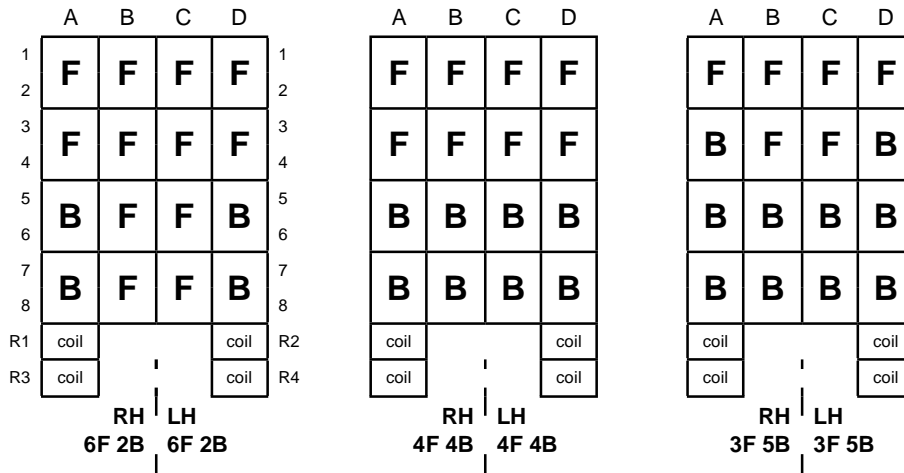 A B C D A B C D A B C D
1 1
F F F F F F F F F F F F
2 2
3 3
F F F F F F F F B F F B
4 4
5 5
B F F B B B B B B B B B
6 6
7 7
B F F B B B B B B B B B
8 8
R1 coil coil R2 coil coil coil coil
R3 coil coil R4 coil coil coil coil
RH LH RH LH RH LH
6F 2B 6F 2B 4F 4B 4F 4B 3F 5B 3F 5B